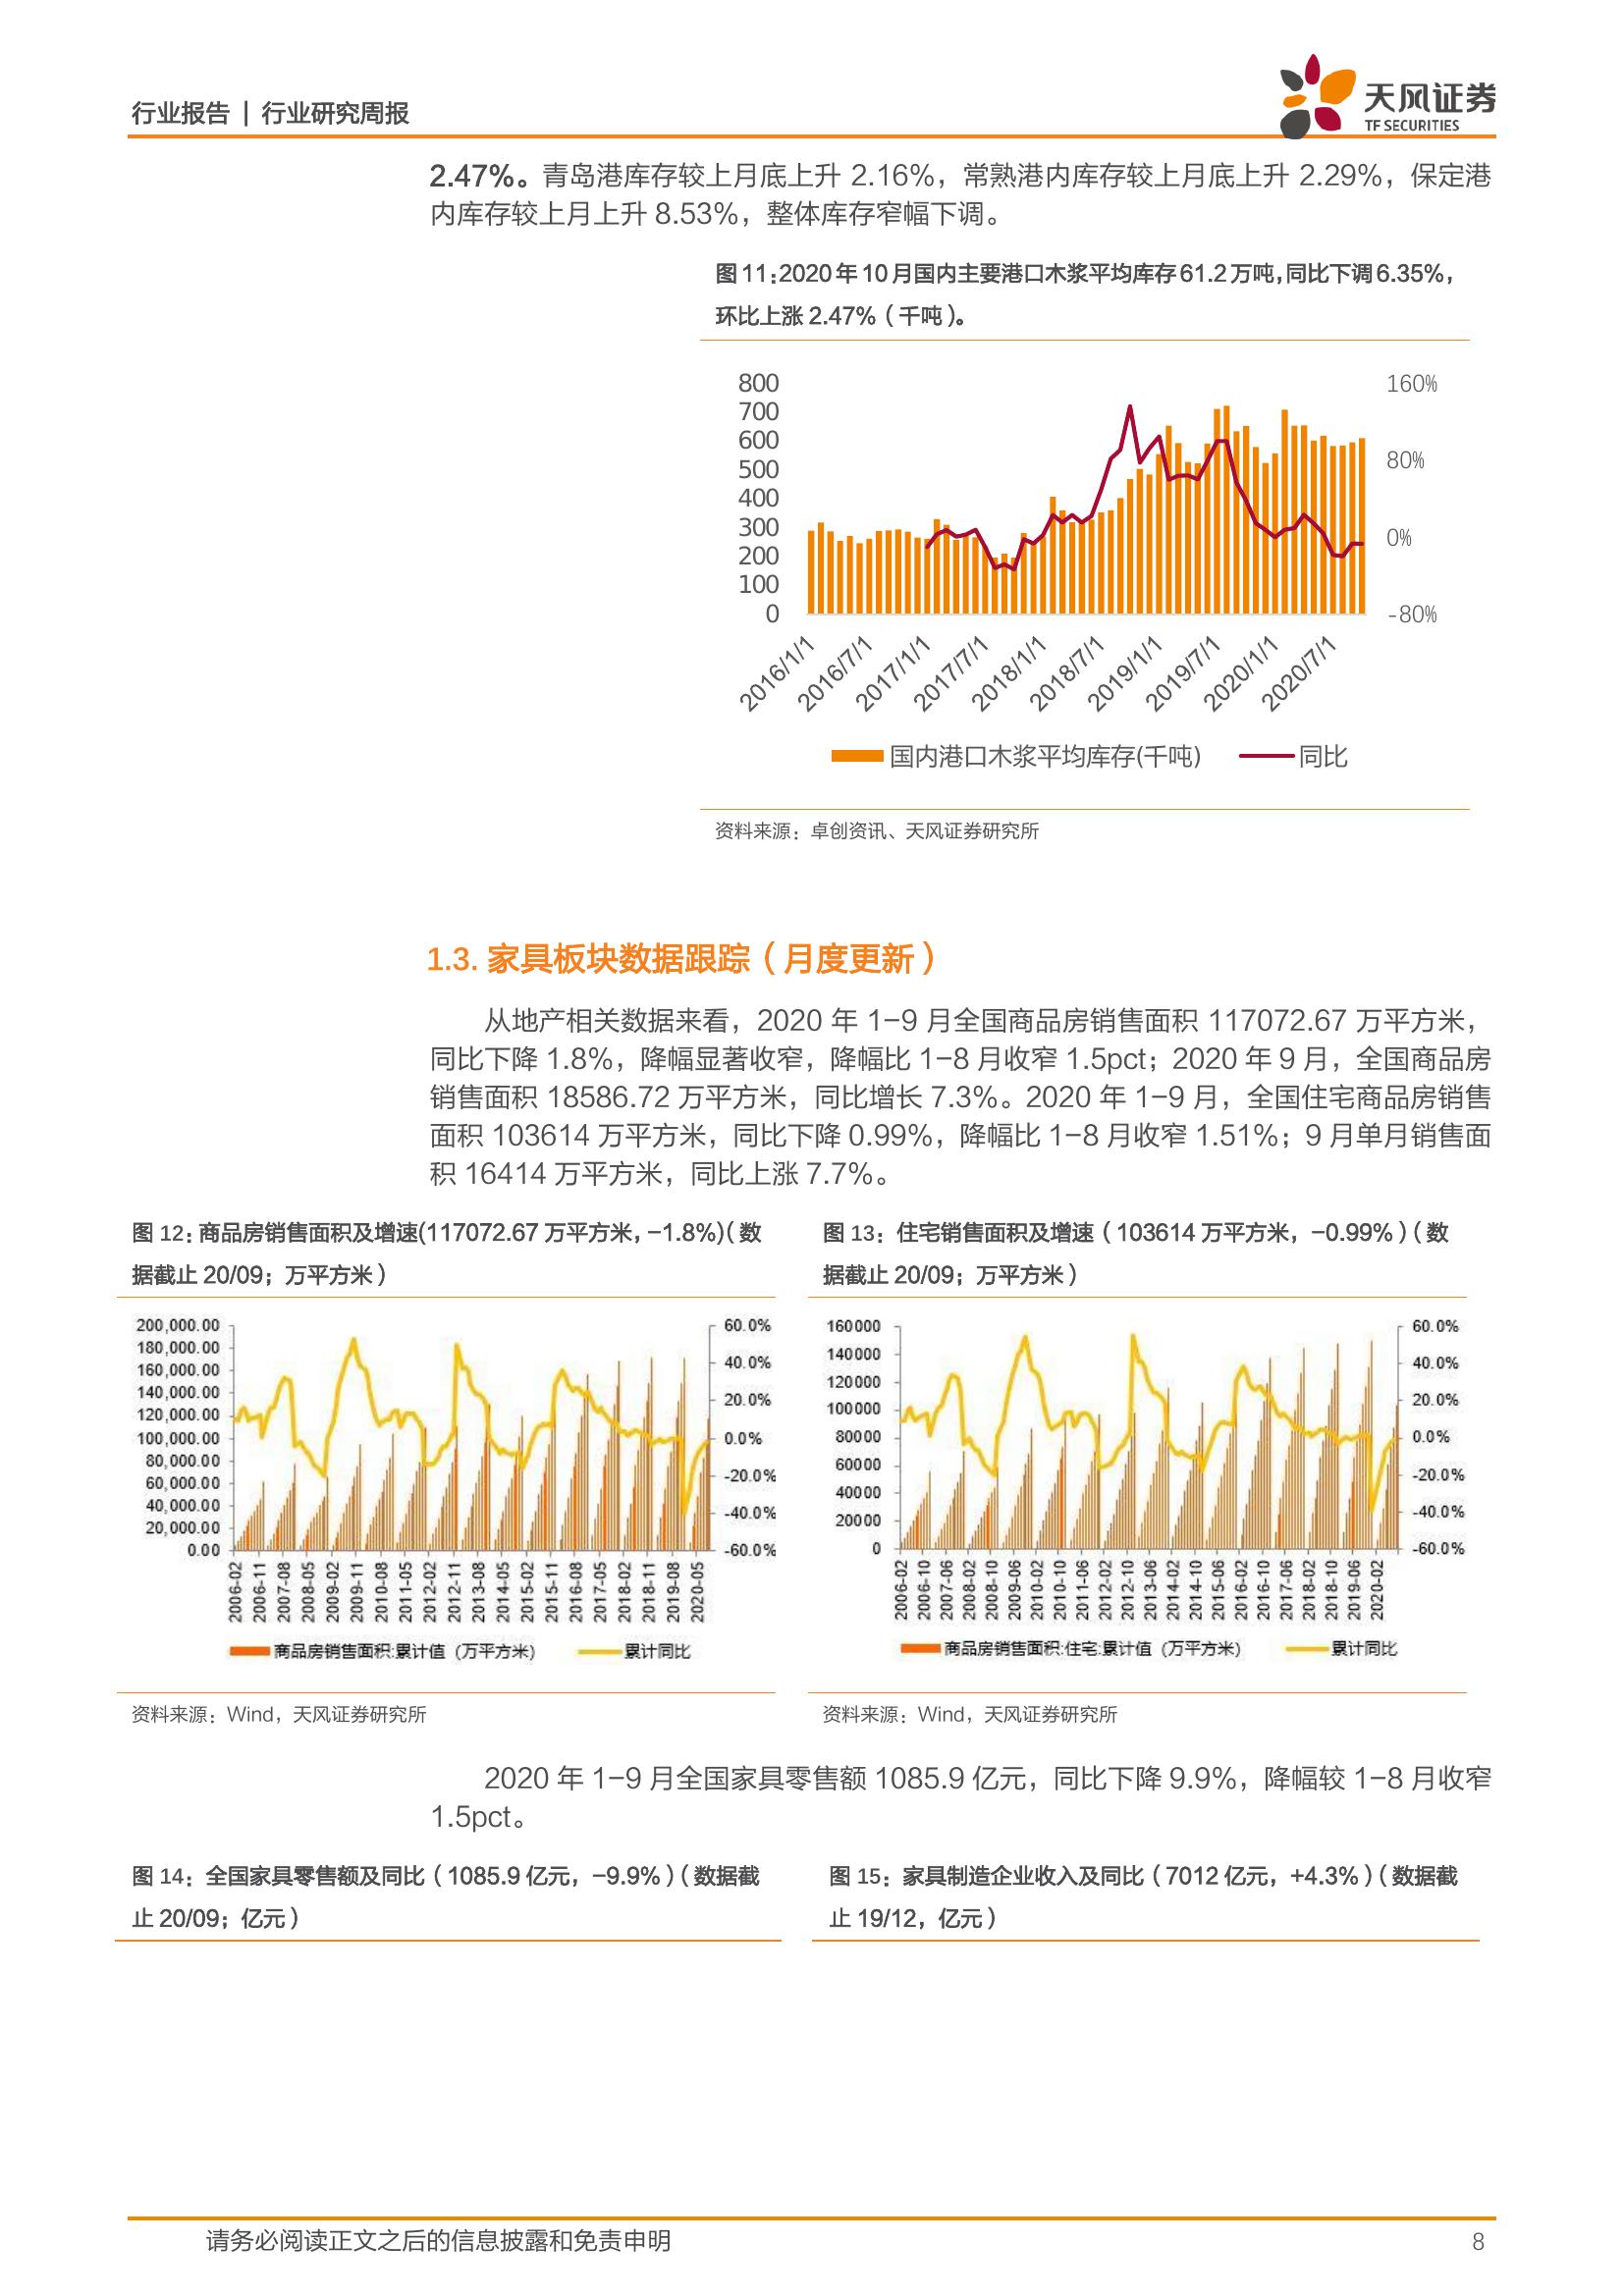 行业报告 | 行业研究周报
天风证券
TF SECURITIES
2.47%。青岛港库存较上月底上升 2.16%，常熟港内库存较上月底上升 2.29%，保定港
内库存较上月上升 8.53%，整体库存窄幅下调。
图 11：2020 年 10 月国内主要港口木浆平均库存 61.2 万吨，同比下调 6.35%，
环比上涨 2.47%（千吨）。
800
700
600
500
400
300
200
100
0
160%
80%
0%
-80%
2016/1/1 2016/7/1 2017/1/1 2017/7/1 2018/1/1 2018/7/1 2019/1/1 2019/7/1 2020/1/1 2020/7/1
国内港口木浆平均库存(千吨) 同比
资料来源：卓创资讯、天风证券研究所
1.3. 家具板块数据跟踪（月度更新）
从地产相关数据来看，2020 年 1-9 月全国商品房销售面积 117072.67 万平方米，
同比下降 1.8%，降幅显著收窄，降幅比 1-8 月收窄 1.5pct；2020 年 9 月，全国商品房
销售面积 18586.72 万平方米，同比增长 7.3%。2020 年 1-9 月，全国住宅商品房销售
面积 103614 万平方米，同比下降 0.99%，降幅比 1-8 月收窄 1.51%；9 月单月销售面
积 16414 万平方米，同比上涨 7.7%。
图 12：商品房销售面积及增速(117072.67 万平方米，-1.8%)（数
据截止 20/09；万平方米）
200,000.00
180,000.00
160,000.00
140,000.00
120,000.00
100,000.00
80,000.00
60,000.00
40,000.00
20,000.00
0.00
60.0%
40.0%
20.0%
0.0%
-20.0%
-40.0%
-60.0%
2006-02 2006-11 2007-08 2008-05 2009-02 2009-11 2010-08 2011-05 2012-02 2012-11 2013-08 2014-05 2015-02 2015-11 2016-08 2017-05 2018-02 2018-11 2019-08 2020-05
商品房销售面积:累计值（万平方米） 累计同比
资料来源：Wind，天风证券研究所
图 13：住宅销售面积及增速（103614 万平方米，-0.99%）（数
据截止 20/09；万平方米）
160000
140000
120000
100000
80000
60000
40000
20000
0
60.0%
40.0%
20.0%
0.0%
-20.0%
-40.0%
-60.0%
2006-02 2006-10 2007-06 2008-02 2008-10 2009-06 2010-02 2010-10 2011-06 2012-02 2012-10 2013-06 2014-02 2014-10 2015-06 2016-02 2016-10 2017-06 2018-02 2018-10 2019-06 2020-02
商品房销售面积:住宅:累计值（万平方米） 累计同比
资料来源：Wind，天风证券研究所
2020 年 1-9 月全国家具零售额 1085.9 亿元，同比下降 9.9%，降幅较 1-8 月收窄
1.5pct。
图 14：全国家具零售额及同比（1085.9 亿元，-9.9%）（数据截
止 20/09；亿元）
图 15：家具制造企业收入及同比（7012 亿元，+4.3%）（数据截
止 19/12，亿元）
请务必阅读正文之后的信息披露和免责申明
8